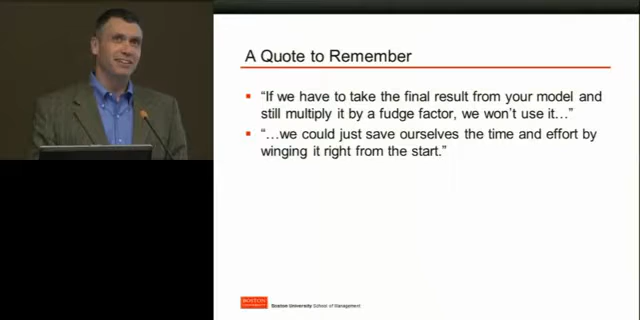 A Quote to Remember
▪ “If we have to take the final result from your model and
still multiply it by a fudge factor, we won’t use it…”
▪ “…we could just save ourselves the time and effort by
winging it right from the start.”
BOSTON
UNIVERSITY
Boston University School of Management